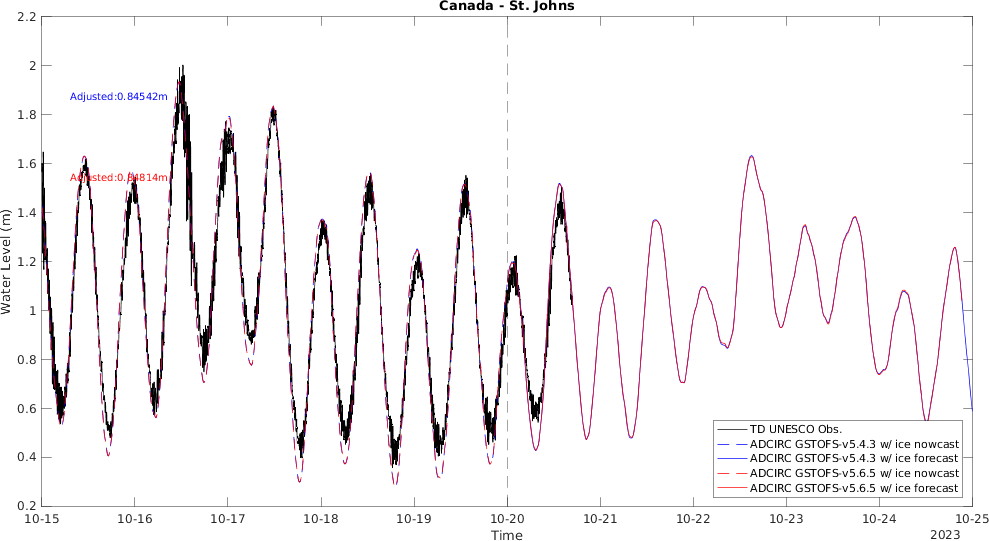 Canada - St. Johns
2.2
2
1.8
1.6
1.4
1.2
1
0.8
0.6
0.4
0.2
Water Level (m)
Adjusted:0.84542m
Adjusted:0.84814m
TD UNESCO Obs.
ADCIRC GSTOFS-v5.4.3 w/ ice nowcast
ADCIRC GSTOFS-v5.4.3 w/ ice forecast
ADCIRC GSTOFS-v5.6.5 w/ ice nowcast
ADCIRC GSTOFS-v5.6.5 w/ ice forecast
10-15 10-16 10-17 10-18 10-19 10-20 10-21 10-22 10-23 10-24 10-25
Time
2023